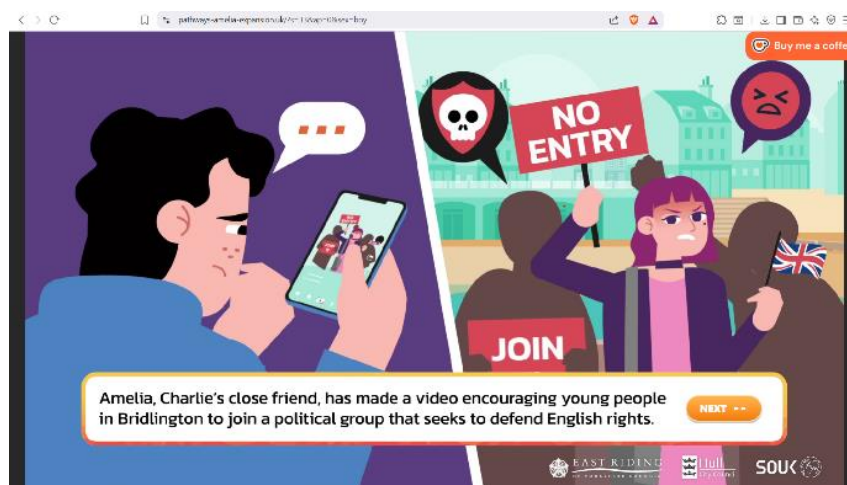 Buy me a coffe
NO
ENTRY
JOIN
Amelia, Charlie's close friend, has made a video encouraging young people
in Bridlington to join a political group that seeks to defend English rights.
NEXT
EAST RIDING
Hull
SOUK